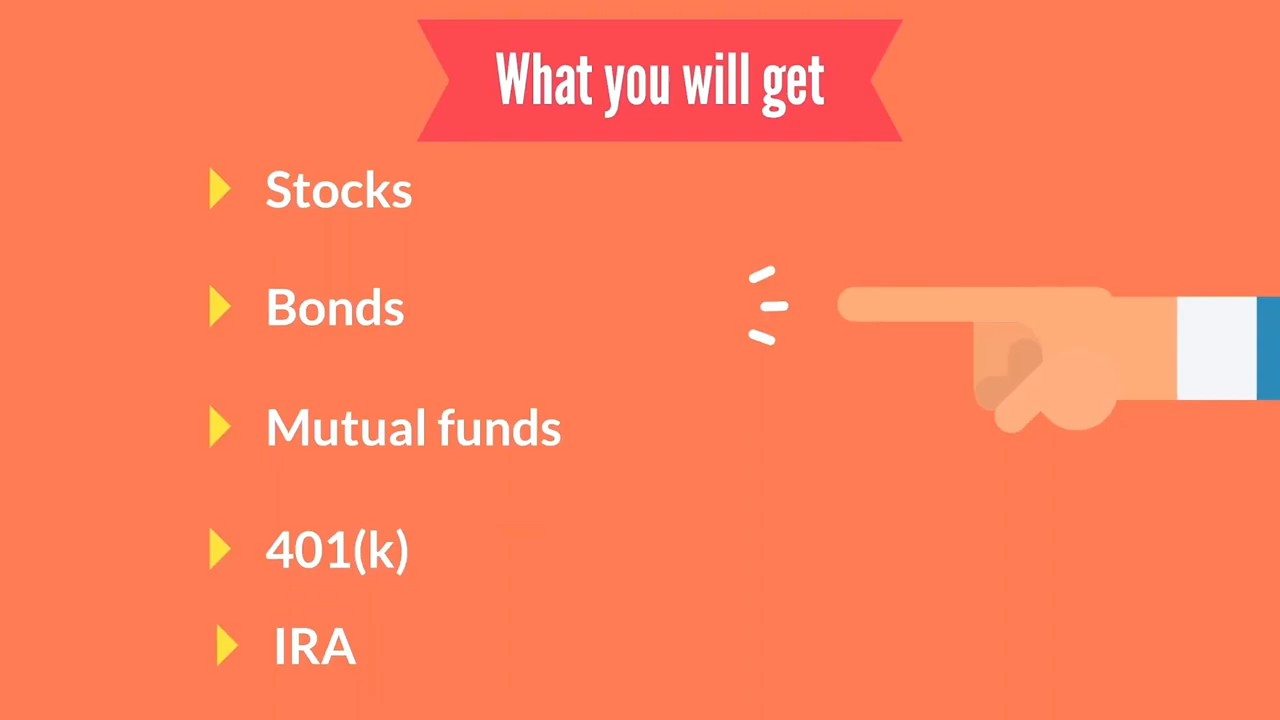 What you will get
Stocks
Bonds
Mutual funds
401(k)
IRA